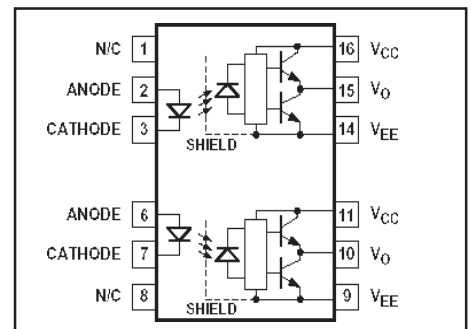 N/C 1 16 VCC
ANODE 2 15 VO
CATHODE 3 14 VEE
SHIELD
ANODE 6 11 VCC
CATHODE 7 10 VO
N/C 8 9 VEE
SHIELD